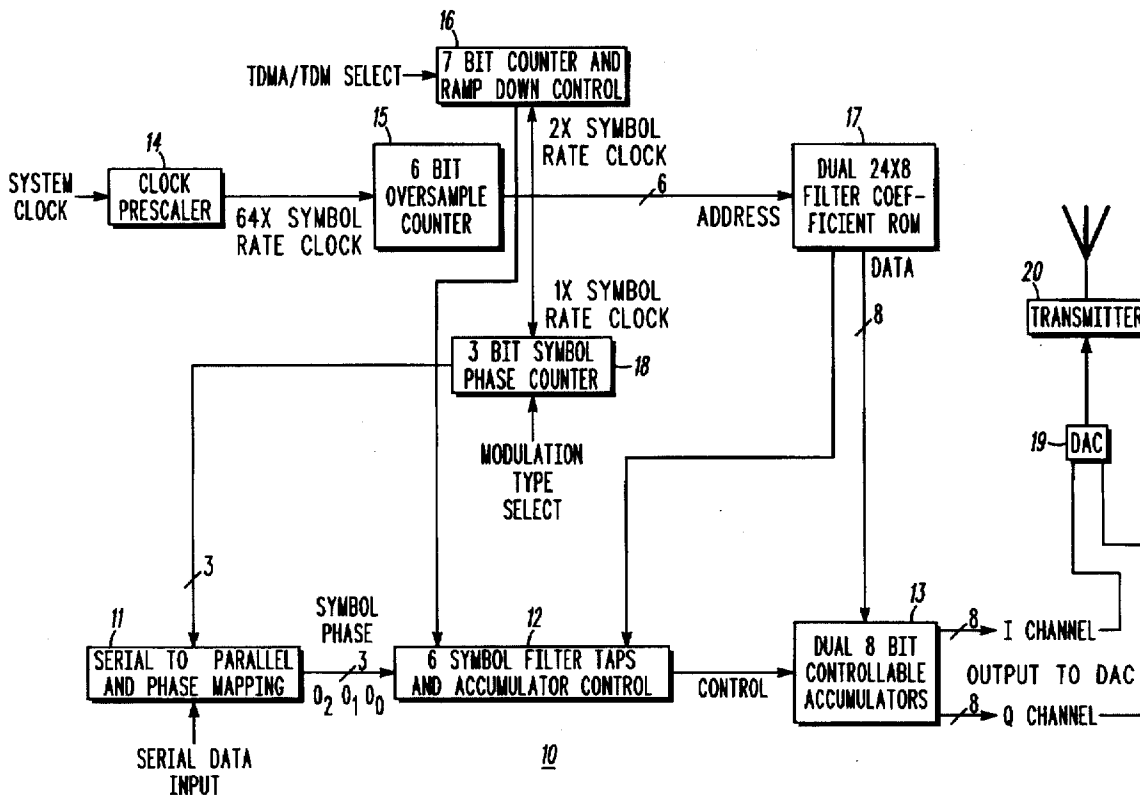 16
7 BIT COUNTER AND
RAMP DOWN CONTROL
TDMA/TDM SELECT
15
2X SYMBOL
RATE CLOCK
17
14
SYSTEM
CLOCK
CLOCK
PRESCALER
64X SYMBOL
RATE CLOCK
6 BIT
OVERSAMPLE
COUNTER
6
ADDRESS
DUAL 24X8
FILTER COEF-
FICIENT ROM
DATA
1X SYMBOL
RATE CLOCK
8
20
TRANSMITTER
3 BIT SYMBOL
PHASE COUNTER
18
MODULATION
TYPE
SELECT
19
DAC
3
11
SERIAL TO PARALLEL
AND PHASE MAPPING
SYMBOL
PHASE
3
O2 O1 O0
12
6 SYMBOL FILTER TAPS
AND ACCUMULATOR CONTROL
CONTROL
13
DUAL 8 BIT
CONTROLLABLE
ACCUMULATORS
8
I CHANNEL
OUTPUT TO DAC
8
Q CHANNEL
SERIAL DATA
INPUT
10